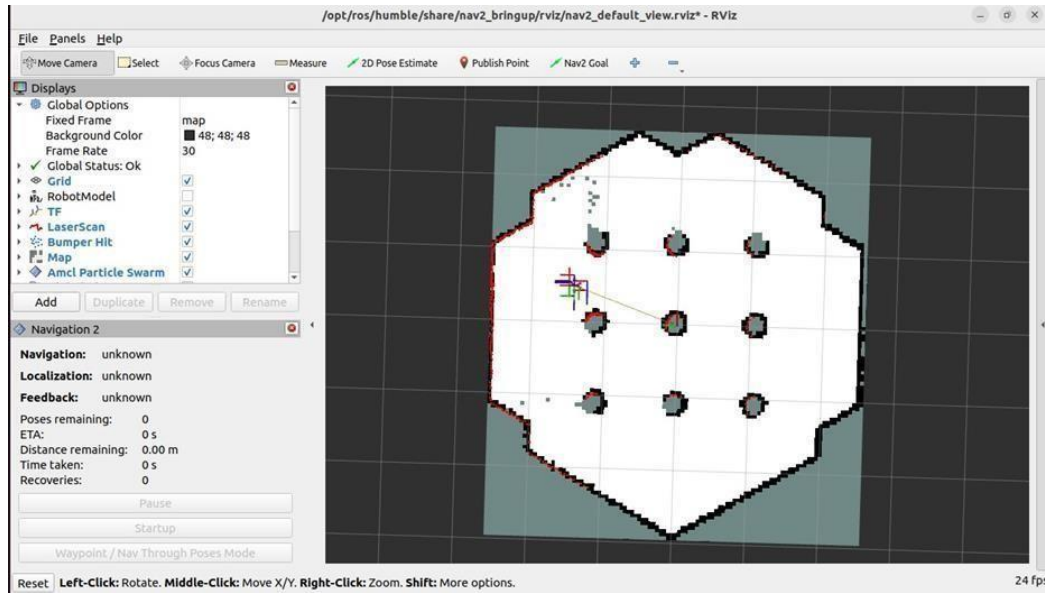 /opt/ros/humble/share/nav2_bringup/rviz/nav2_default_view.rviz* - RViz
File Panels Help
Move Camera Select Focus Camera Measure 2D Pose Estimate Publish Point Nav2 Goal
Displays
Global Options
Fixed Frame map
Background Color 48; 48; 48
Frame Rate 30
Global Status: Ok
Grid
RobotModel
TF
LaserScan
Bumper Hit
Map
Amcl Particle Swarm
Add Duplicate Remove Rename
Navigation 2
Navigation: unknown
Localization: unknown
Feedback: unknown
Poses remaining: 0
ETA: 0 s
Distance remaining: 0.00 m
Time taken: 0 s
Recoveries: 0
Pause
Startup
Waypoint / Nav Through Poses Mode
Reset Left-Click: Rotate. Middle-Click: Move X/Y. Right-Click: Zoom. Shift: More options. 24 fps